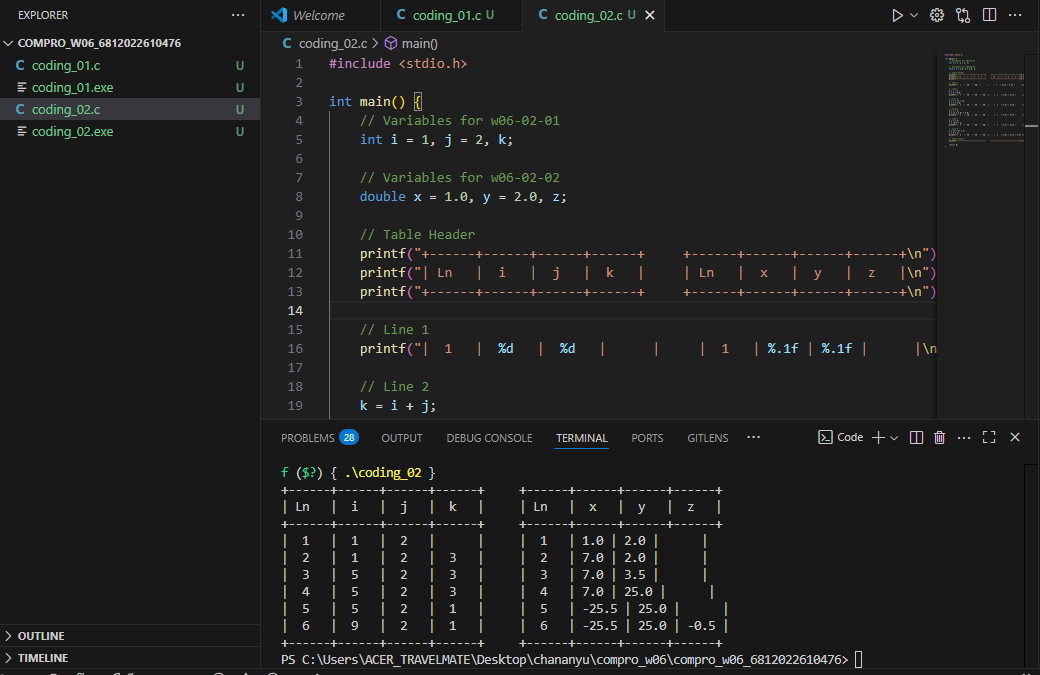 EXPLORER
COMPRO_W06_6812022610476
C coding_01.c U
coding_01.exe U
C coding_02.c U
coding_02.exe U
OUTLINE
TIMELINE
Welcome
C coding_01.c U
C coding_02.c U
C coding_02.c > main()
1 #include <stdio.h>
2
3 int main() {
4 // Variables for w06-02-01
5 int i = 1, j = 2, k;
6
7 // Variables for w06-02-02
8 double x = 1.0, y = 2.0, z;
9
10 // Table Header
11 printf("+------+------+------+------+     +------+------+------+------+\n")
12 printf("| Ln   |  i   |  j   |  k   |     | Ln   |  x   |  y   |  z   |\n")
13 printf("+------+------+------+------+     +------+------+------+------+\n")
14
15 // Line 1
16 printf("|  1   |  %d   |  %d   |      |     |  1   | %.1f | %.1f |      |\n
17
18 // Line 2
19 k = i + j;
PROBLEMS 28
OUTPUT
DEBUG CONSOLE
TERMINAL
PORTS
GITLENS
Code
f ($?) { .\coding_02 }
+------+------+------+------+     +------+------+------+------+
| Ln   |  i   |  j   |  k   |     | Ln   |  x   |  y   |  z   |
+------+------+------+------+     +------+------+------+------+
|  1   |  1   |  2   |      |     |  1   | 1.0 | 2.0 |      |
|  2   |  1   |  2   |  3   |     |  2   | 7.0 | 2.0 |      |
|  3   |  5   |  2   |  3   |     |  3   | 7.0 | 3.5 |      |
|  4   |  5   |  2   |  3   |     |  4   | 7.0 | 25.0 |      |
|  5   |  5   |  2   |  1   |     |  5   | -25.5 | 25.0 |      |
|  6   |  9   |  2   |  1   |     |  6   | -25.5 | 25.0 | -0.5 |
+------+------+------+------+     +------+------+------+------+
PS C:\Users\ACER_TRAVELMATE\Desktop\chananyu\compro_w06\compro_w06_6812022610476>